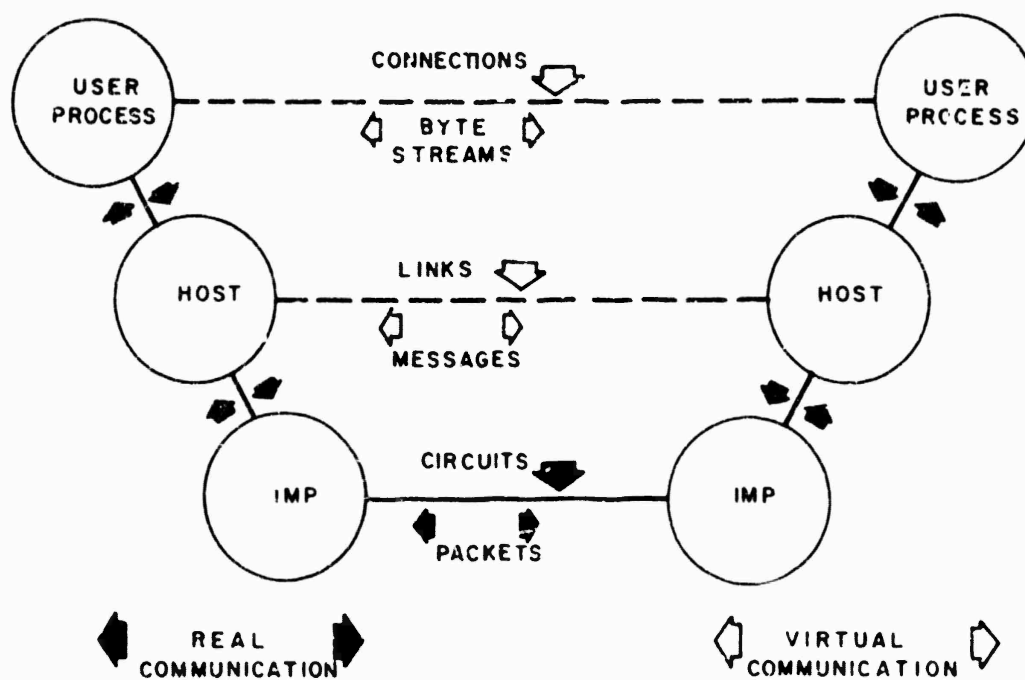 CONNECTIONS
USER PROCESS
USER PROCESS
BYTE STREAMS
LINKS
HOST
HOST
MESSAGES
CIRCUITS
IMP
IMP
PACKETS
REAL COMMUNICATION
VIRTUAL COMMUNICATION